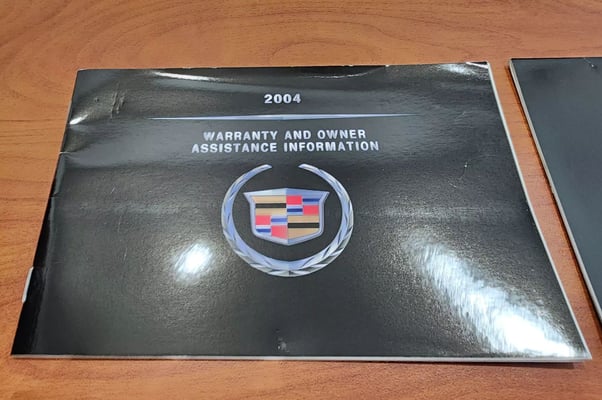 2004
WARRANTY AND OWNER
ASSISTANCE INFORMATION